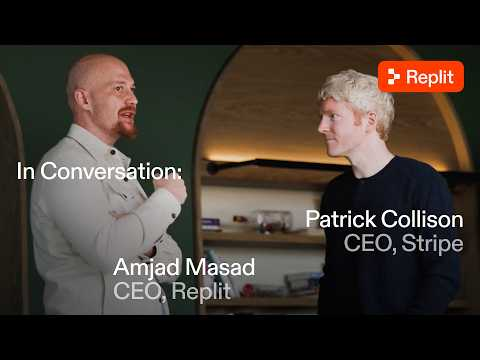 Replit
In Conversation:
Patrick Collison
CEO, Stripe
Amjad Masad
CEO, Replit